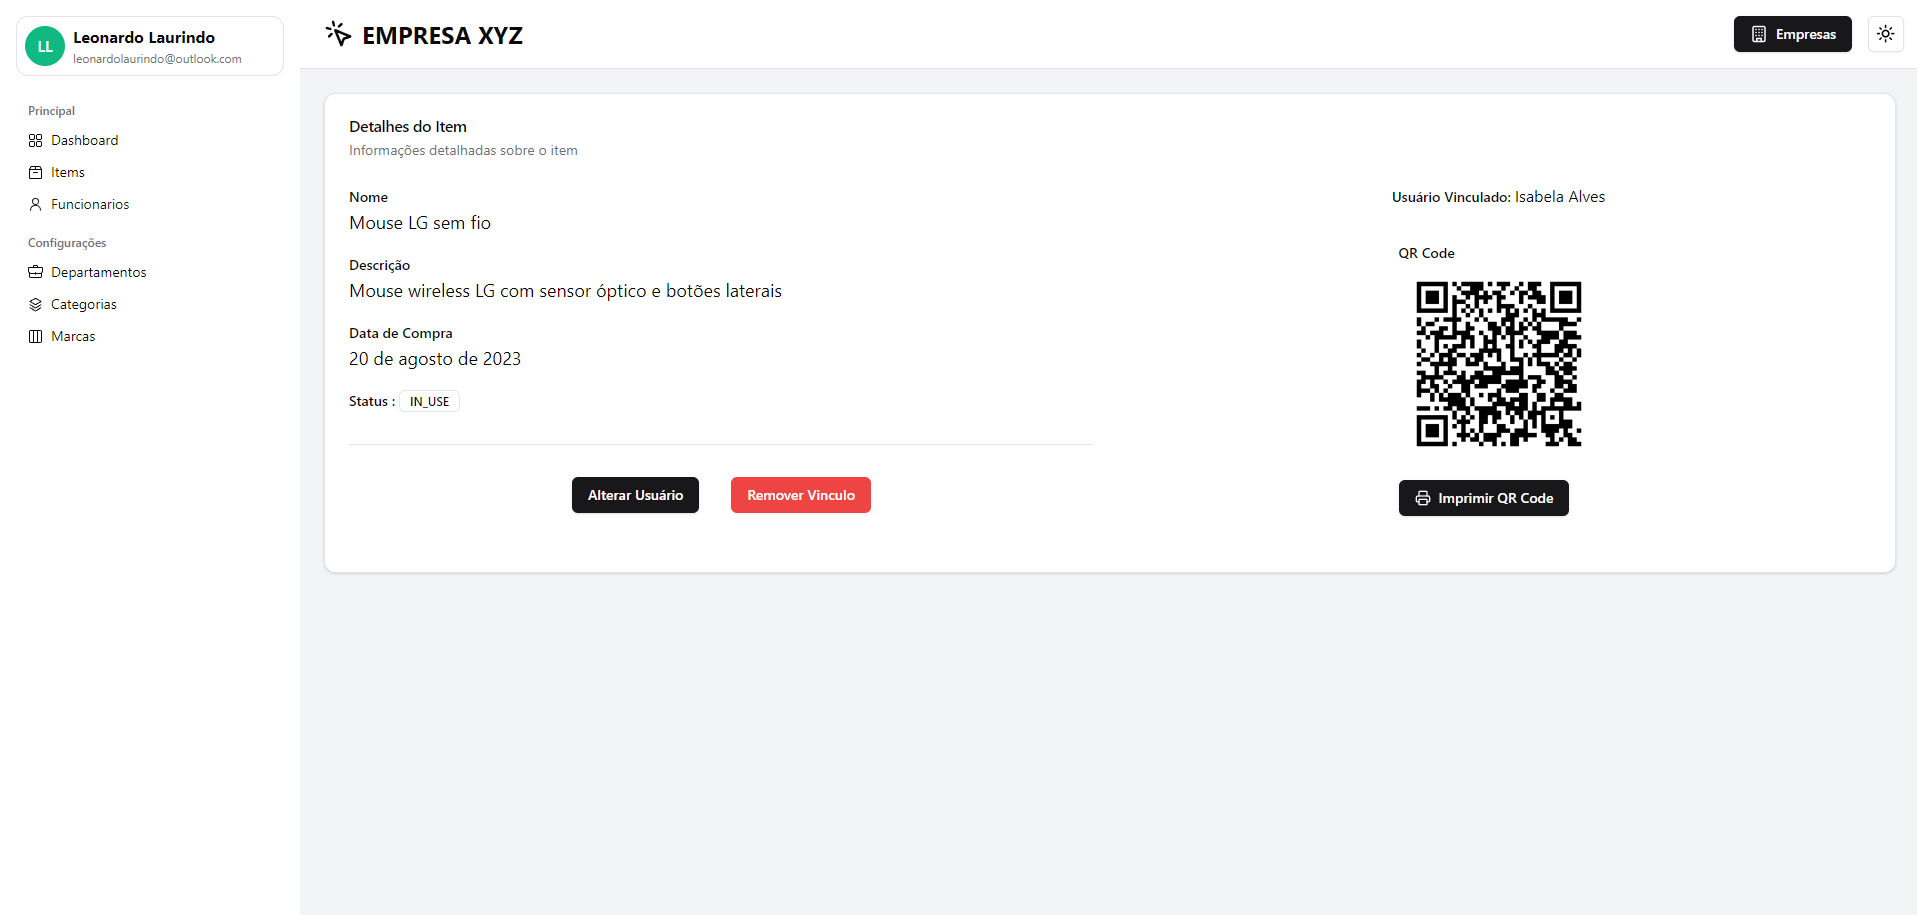 LL
Leonardo Laurindo
leonardolaurindo@outlook.com
Principal
Dashboard
Items
Funcionarios
Configurações
Departamentos
Categorias
Marcas
EMPRESA XYZ
Empresas
Detalhes do Item
Informações detalhadas sobre o item
Nome
Mouse LG sem fio
Descrição
Mouse wireless LG com sensor óptico e botões laterais
Data de Compra
20 de agosto de 2023
Status : IN_USE
Alterar Usuário
Remover Vinculo
Usuário Vinculado: Isabela Alves
QR Code
Imprimir QR Code